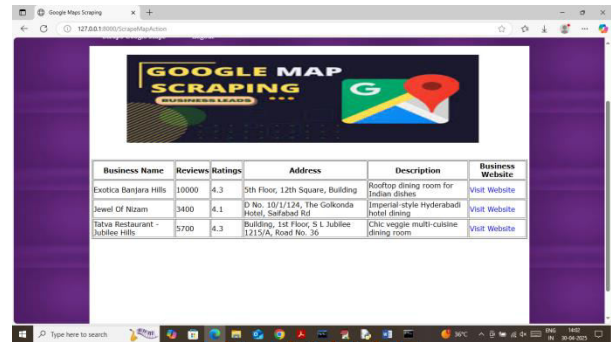 Google Maps Scraping
127.0.0.1:8000/ScrapeMapAction
GOOGLE MAP
SCRAPING
BUSINESS LEADS
Business Name Reviews Ratings Address Description Business Website
Exotica Banjara Hills 10000 4.3 5th Floor, 12th Square, Building Rooftop dining room for Indian dishes Visit Website
Jewel Of Nizam 3400 4.1 D No. 10/1/124, The Golkonda Hotel, Saifabad Rd Imperial-style Hyderabadi hotel dining Visit Website
Tatva Restaurant - Jubilee Hills 5700 4.3 Building, 1st Floor, S L Jubilee 1215/A, Road No. 36 Chic veggie multi-cuisine dining room Visit Website
Type here to search
36°C
ENG
IN
14:02
30-04-2025